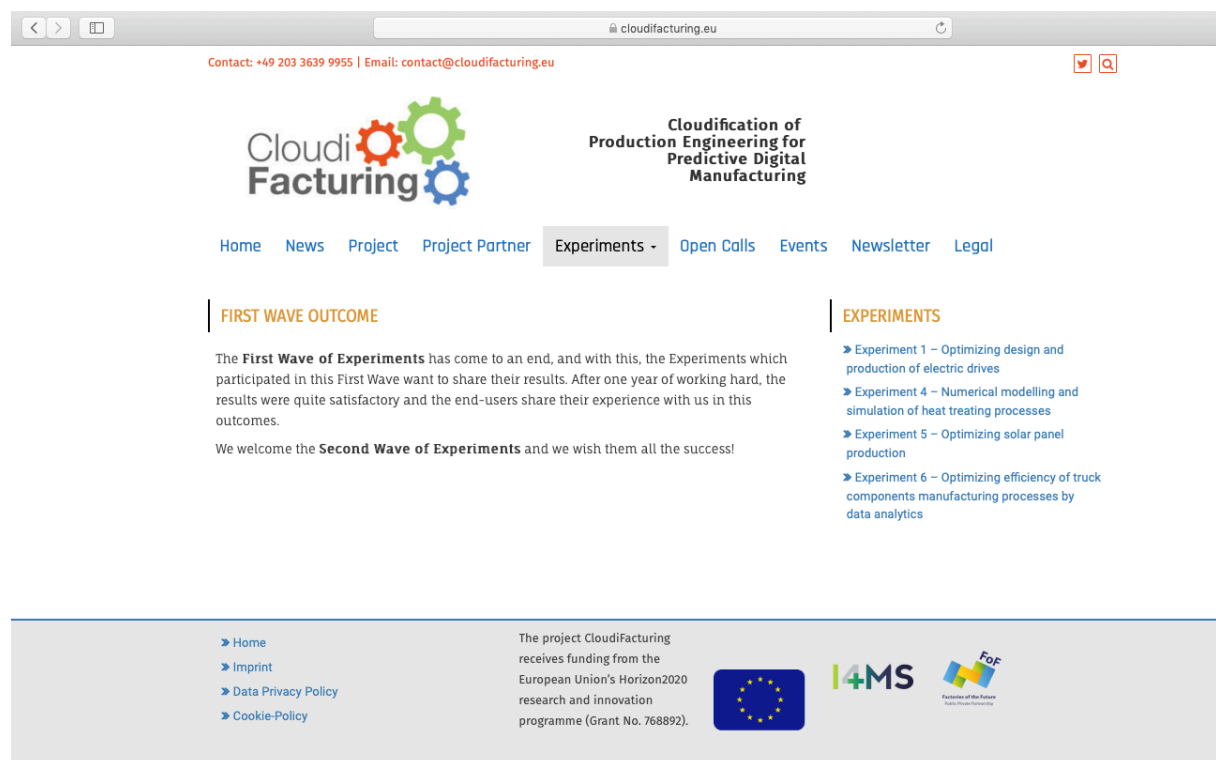 cloudifacturing.eu
Contact: +49 203 3639 9955 | Email: contact@cloudifacturing.eu
Cloudi
Facturing
Cloudification of
Production Engineering for
Predictive Digital
Manufacturing
Home News Project Project Partner Experiments Open Calls Events Newsletter Legal
FIRST WAVE OUTCOME
The First Wave of Experiments has come to an end, and with this, the Experiments which
participated in this First Wave want to share their results. After one year of working hard, the
results were quite satisfactory and the end-users share their experience with us in this
outcomes.
We welcome the Second Wave of Experiments and we wish them all the success!
EXPERIMENTS
Experiment 1 – Optimizing design and
production of electric drives
Experiment 4 – Numerical modelling and
simulation of heat treating processes
Experiment 5 – Optimizing solar panel
production
Experiment 6 – Optimizing efficiency of truck
components manufacturing processes by
data analytics
Home
Imprint
Data Privacy Policy
Cookie-Policy
The project CloudiFacturing
receives funding from the
European Union's Horizon2020
research and innovation
programme (Grant No. 768892).
I4MS
FoF
Factories of the Future
Public Private Partnership